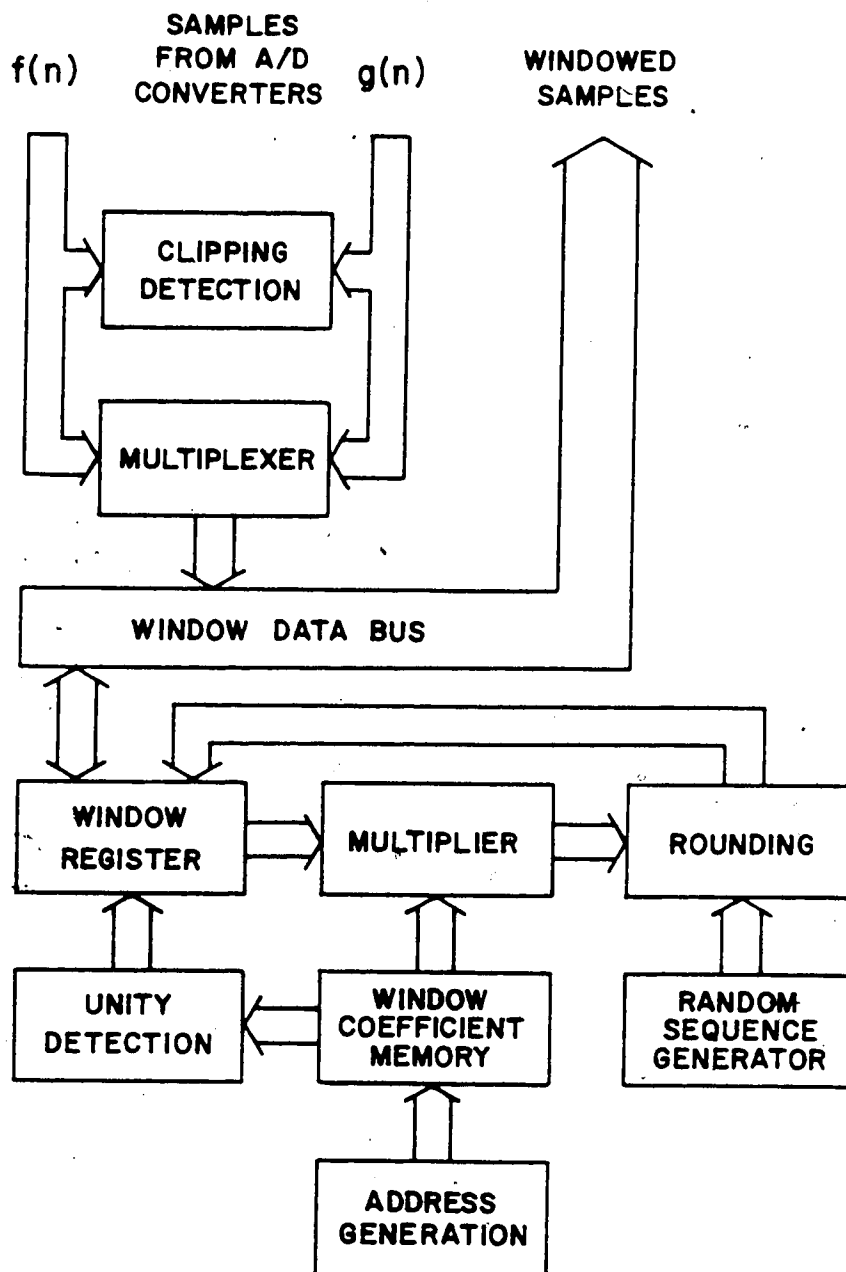 SAMPLES
FROM A/D
CONVERTERS
f(n)
g(n)
WINDOWED
SAMPLES
CLIPPING
DETECTION
MULTIPLEXER
WINDOW DATA BUS
WINDOW
REGISTER
MULTIPLIER
ROUNDING
UNITY
DETECTION
WINDOW
COEFFICIENT
MEMORY
RANDOM
SEQUENCE
GENERATOR
ADDRESS
GENERATION